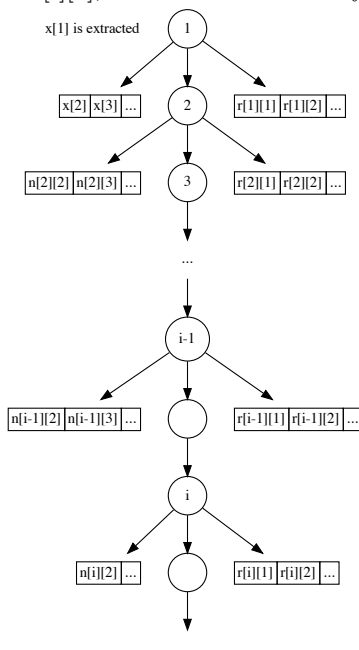 x[1] is extracted
1
x[2] x[3] ...
2
r[1][1] r[1][2] ...
n[2][2] n[2][3] ...
3
r[2][1] r[2][2] ...
...
i-1
n[i-1][2] n[i-1][3] ...
r[i-1][1] r[i-1][2] ...
i
n[i][2] ...
r[i][1] r[i][2] ...